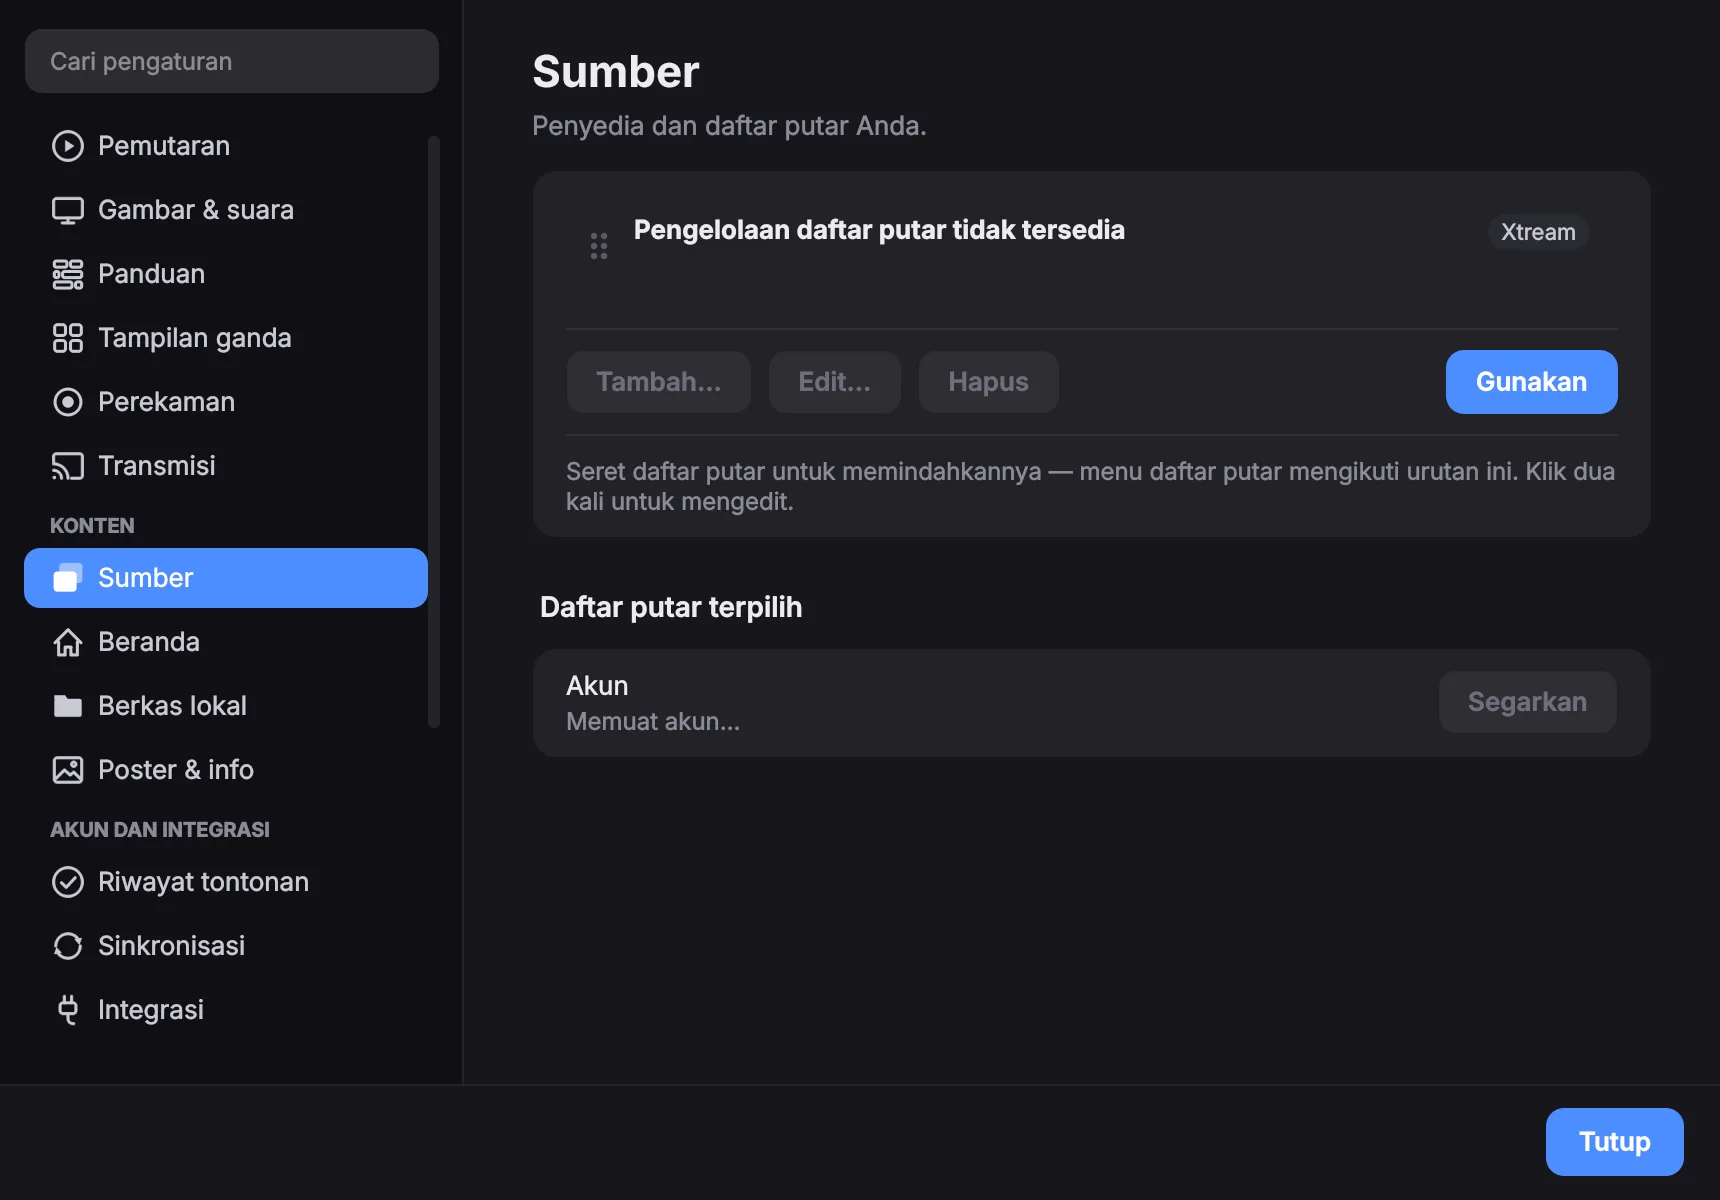 Cari pengaturan
Pemutaran
Gambar & suara
Panduan
Tampilan ganda
Perekaman
Transmisi
KONTEN
Sumber
Beranda
Berkas lokal
Poster & info
AKUN DAN INTEGRASI
Riwayat tontonan
Sinkronisasi
Integrasi
Sumber
Penyedia dan daftar putar Anda.
Pengelolaan daftar putar tidak tersedia
Xtream
Tambah...
Edit...
Hapus
Gunakan
Seret daftar putar untuk memindahkannya — menu daftar putar mengikuti urutan ini. Klik dua
kali untuk mengedit.
Daftar putar terpilih
Akun
Memuat akun...
Segarkan
Tutup